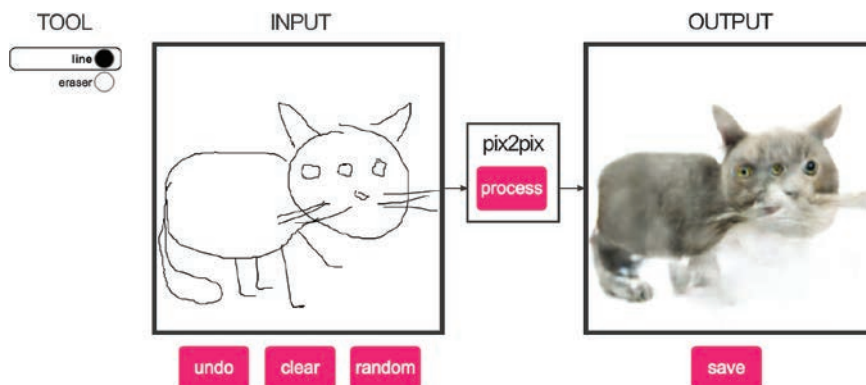 TOOL
INPUT
OUTPUT
line
eraser
pix2pix
process
undo
clear
random
save